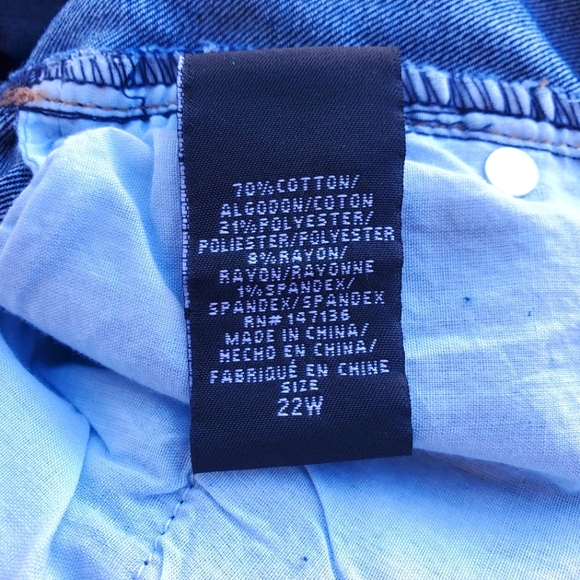 70% COTTON/
ALGODON/COTON
21% POLYESTER/
POLIESTER/POLYESTER
8% RAYON/
RAYON/RAYONNE
1% SPANDEX/
SPANDEX/SPANDEX
RN# 147136
MADE IN CHINA/
HECHO EN CHINA/
FABRIQUÉ EN CHINE
SIZE
22W